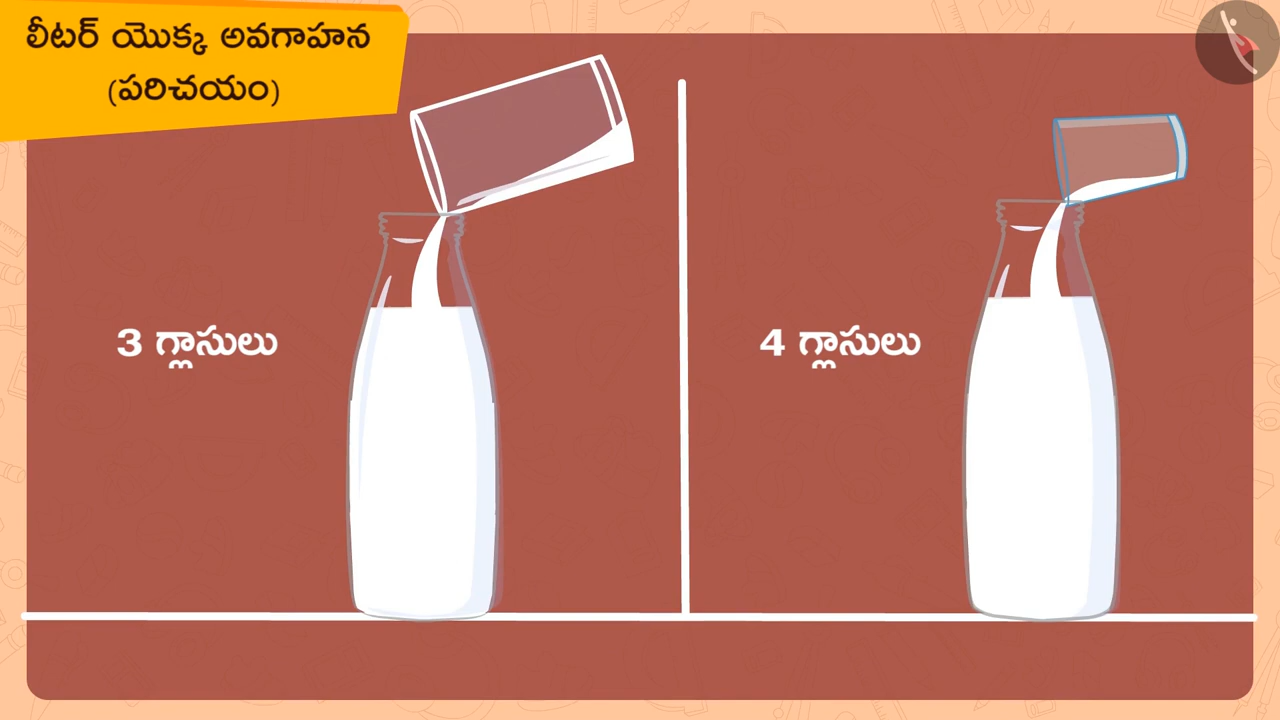 లీటర్ యొక్క అవగాహన
(పరిచయం)
3 గ్లాసులు
4 గ్లాసులు